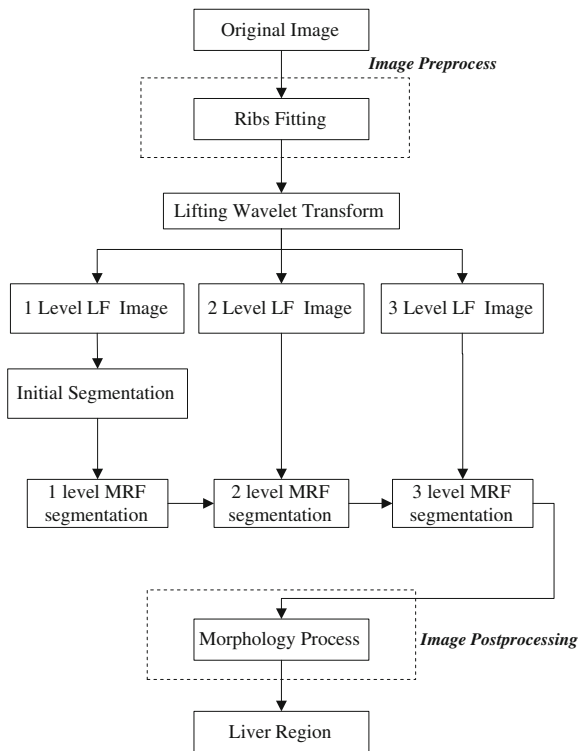 Original Image
Image Preprocess
Ribs Fitting
Lifting Wavelet Transform
1 Level LF Image
2 Level LF Image
3 Level LF Image
Initial Segmentation
1 level MRF
segmentation
2 level MRF
segmentation
3 level MRF
segmentation
Morphology Process
Image Postprocessing
Liver Region